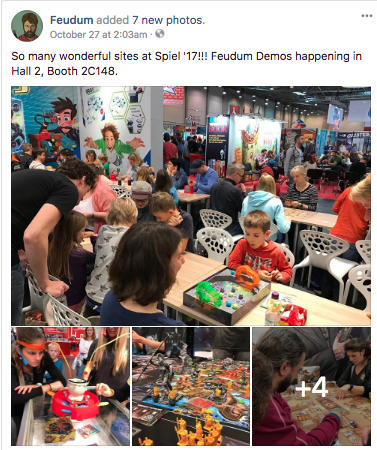 Feudum added 7 new photos.
October 27 at 2:03am ·
So many wonderful sites at Spiel '17!!! Feudum Demos happening in
Hall 2, Booth 2C148.
+4